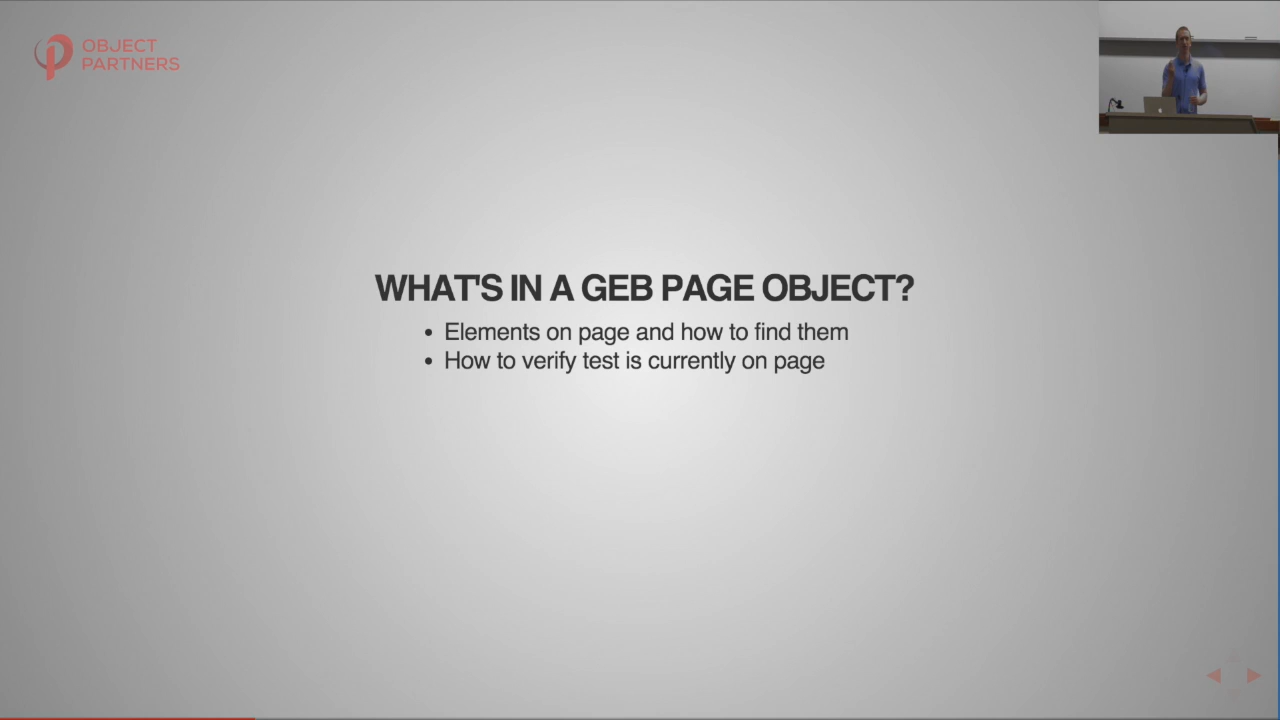 OBJECT
PARTNERS
WHAT'S IN A GEB PAGE OBJECT?
• Elements on page and how to find them
• How to verify test is currently on page